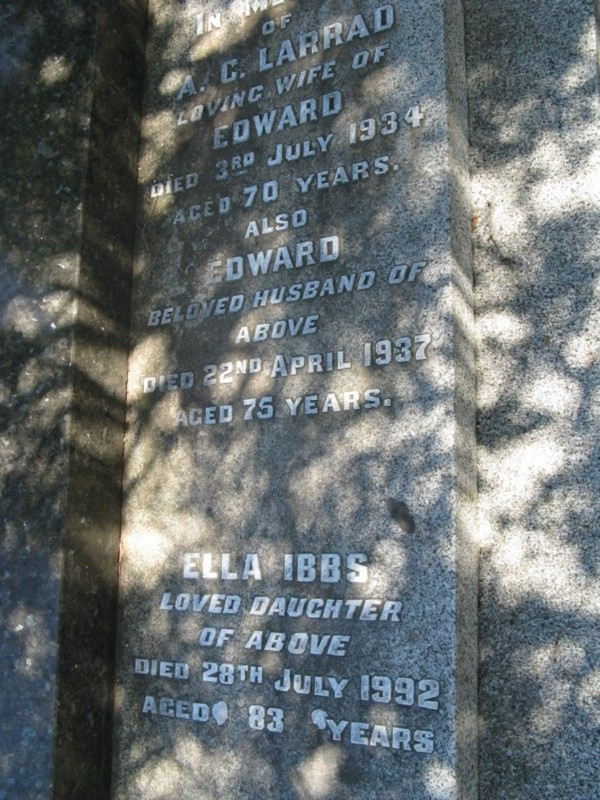 IN
OF
A. C. LARRAD
LOVING WIFE OF
EDWARD
DIED 3RD JULY 1934
AGED 70 YEARS.
ALSO
EDWARD
BELOVED HUSBAND OF
ABOVE
DIED 22ND APRIL 1937
AGED 75 YEARS.
ELLA IBBS
LOVED DAUGHTER
OF ABOVE
DIED 28TH JULY 1992
AGED 83 YEARS